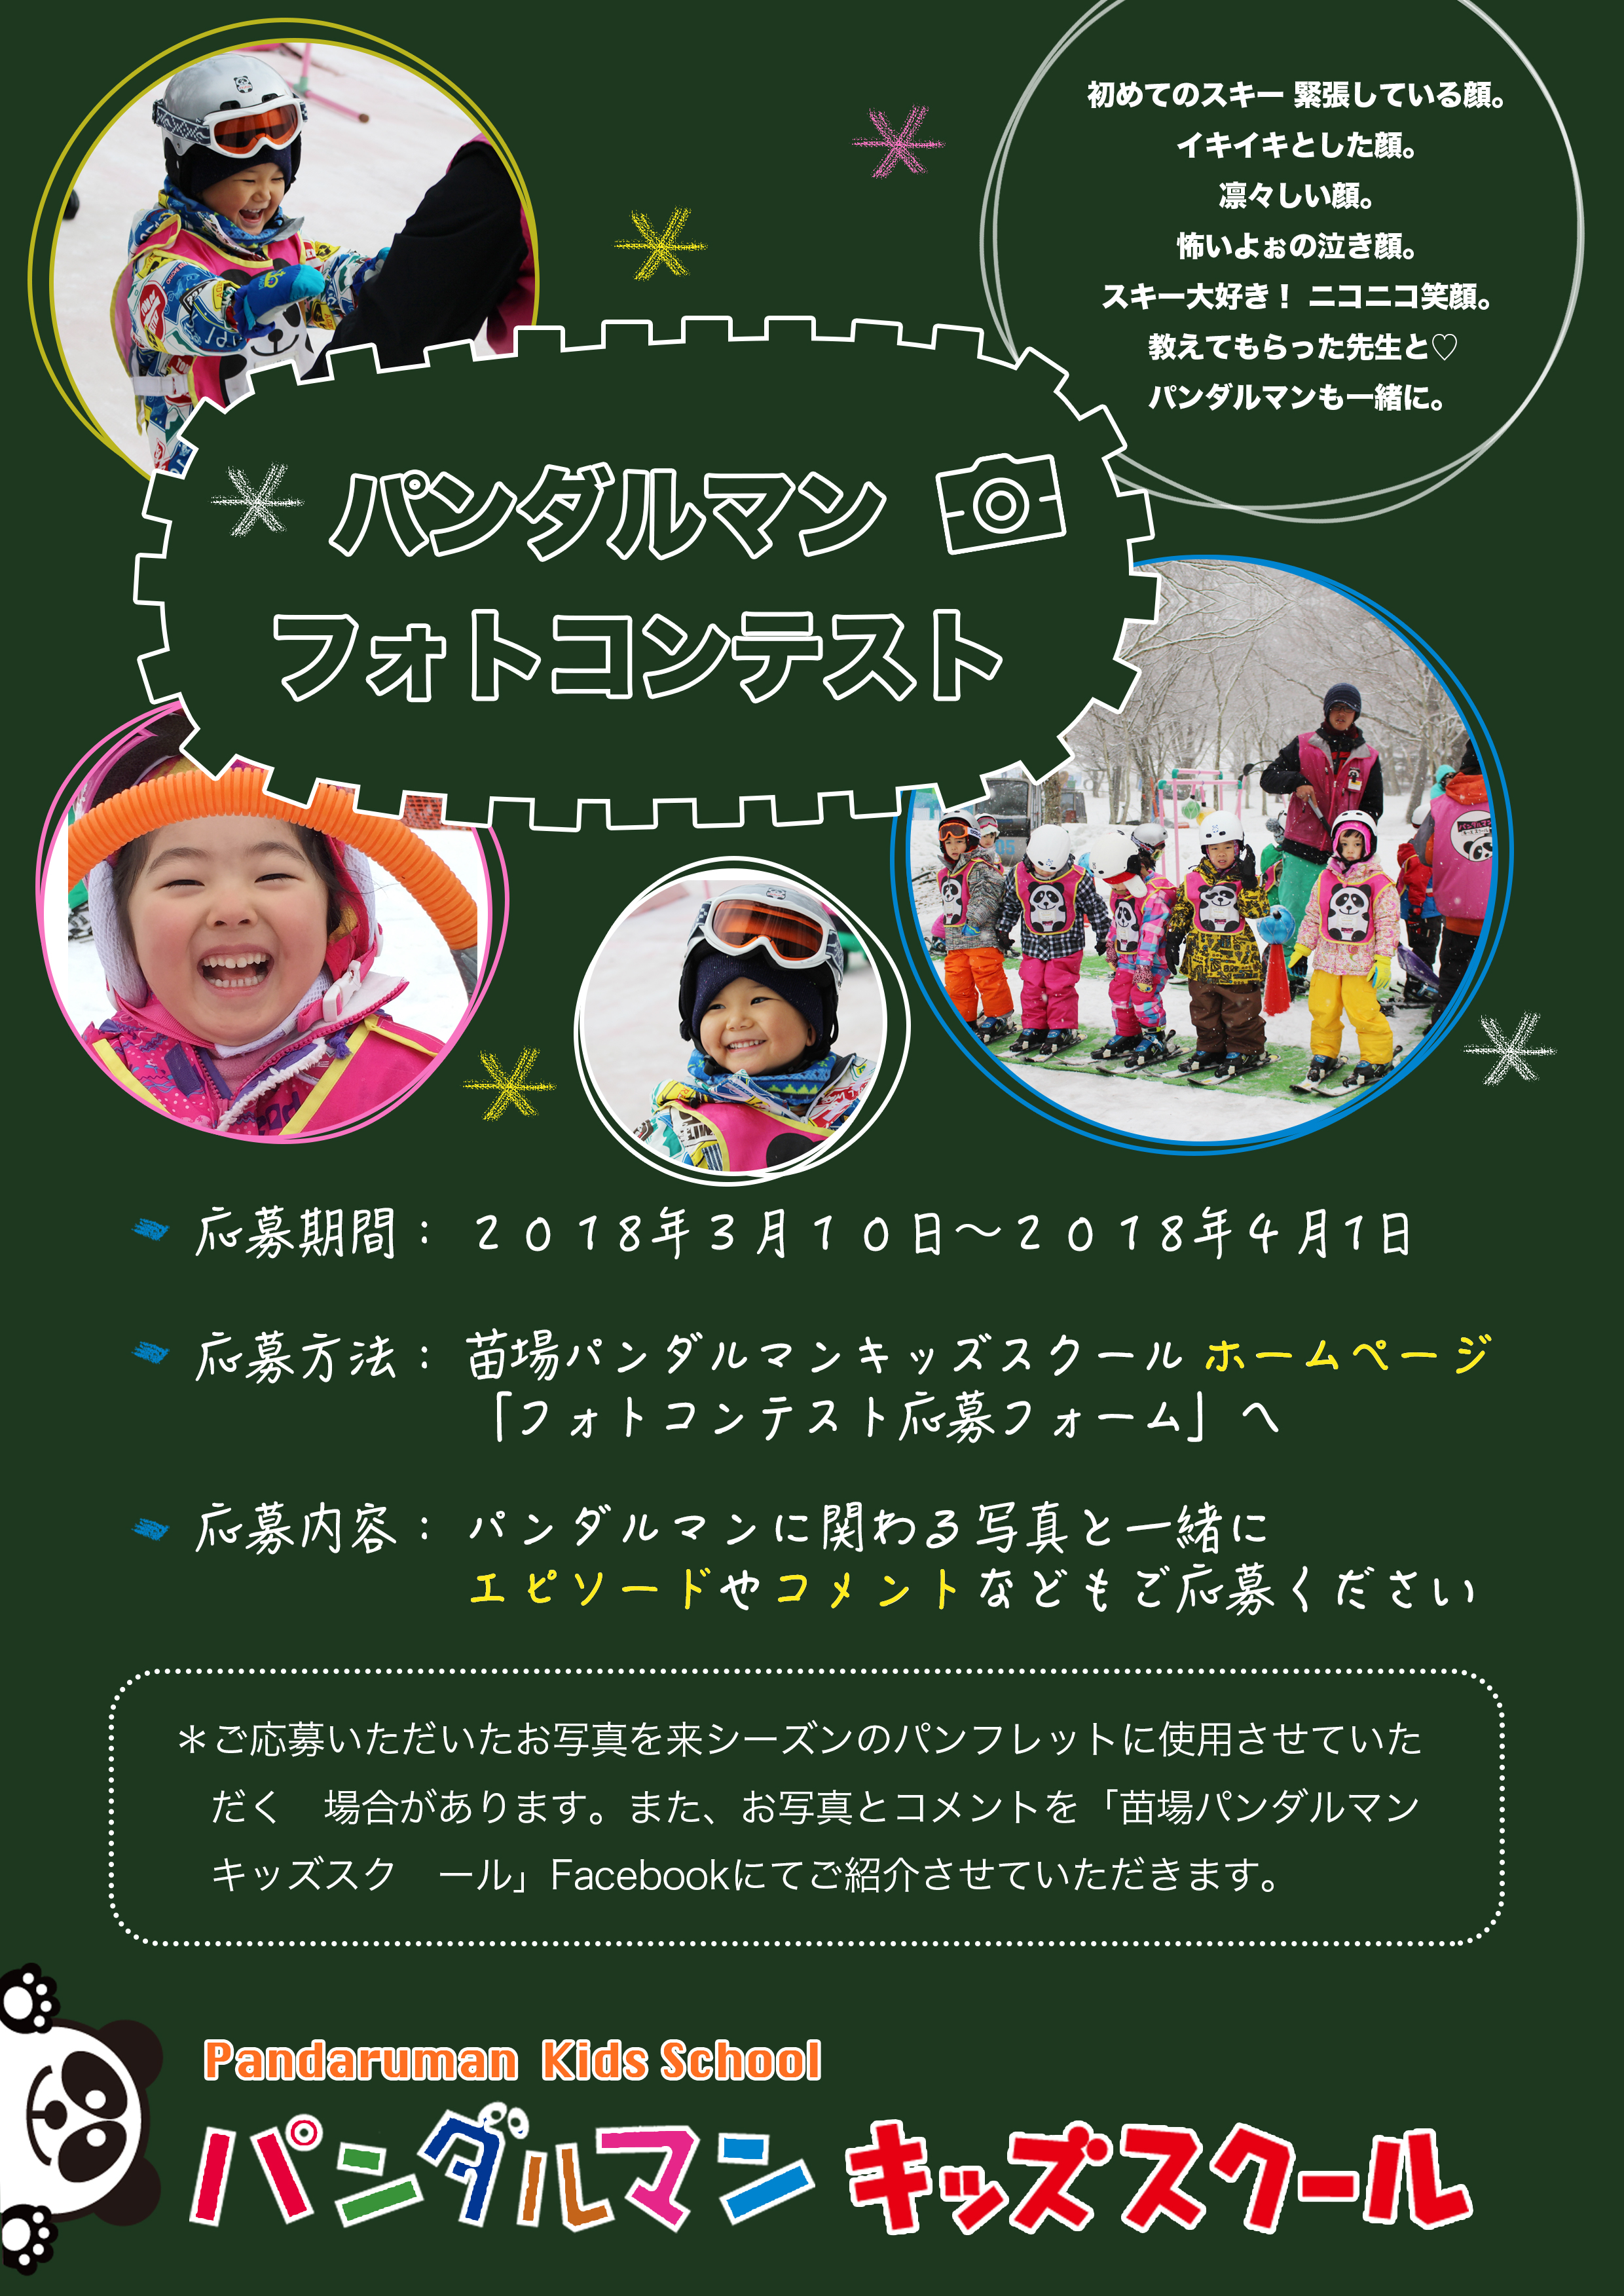 初めてのスキー 緊張している顔。
イキイキとした顔。
凛々しい顔。
怖いよぉの泣き顔。
スキー大好き！ ニコニコ笑顔。
教えてもらった先生と♡
パンダルマンも一緒に。
パンダルマン
フォトコンテスト
応募期間： ２０１８年３月１０日〜２０１８年４月１日
応募方法： 苗場パンダルマンキッズスクール ホームページ
「フォトコンテスト応募フォーム」へ
応募内容： パンダルマンに関わる写真と一緒に
エピソードやコメントなどもご応募ください
＊ご応募いただいたお写真を来シーズンのパンフレットに使用させていた
だく　場合があります。また、お写真とコメントを「苗場パンダルマン
キッズスク　ール」Facebookにてご紹介させていただきます。
Pandaruman Kids School
パンダルマン キッズスクール